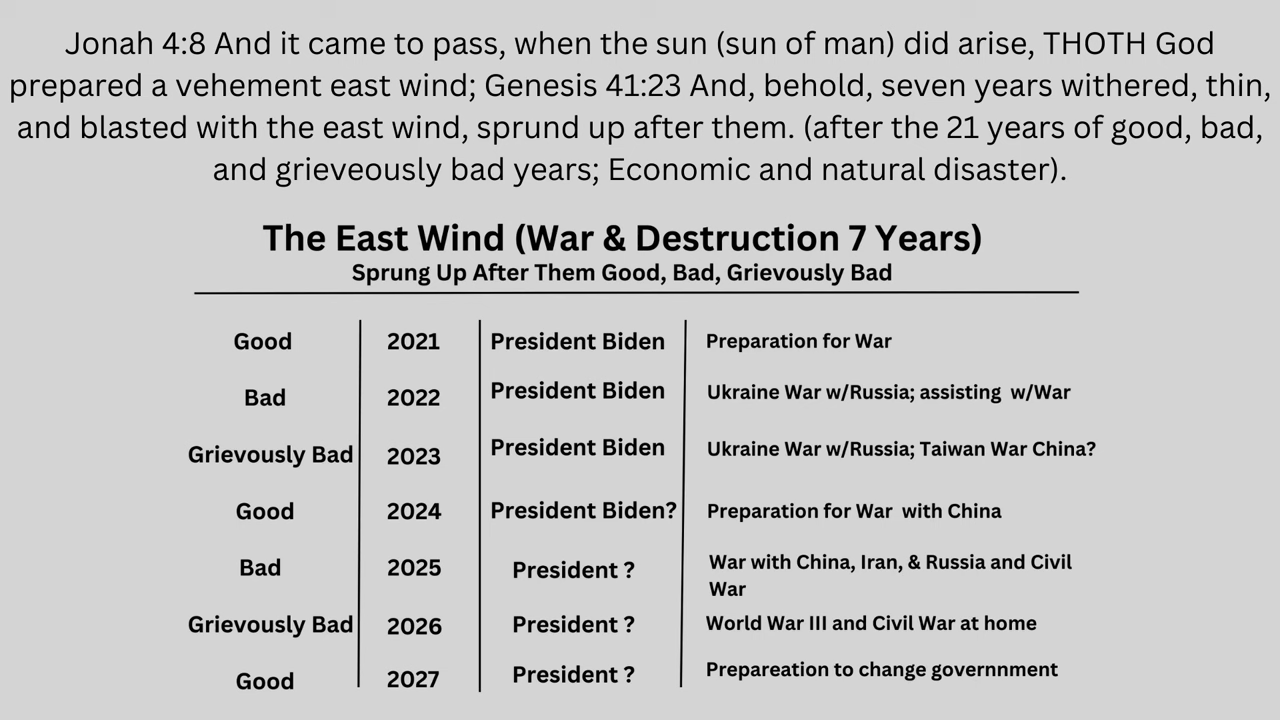 Jonah 4:8 And it came to pass, when the sun (sun of man) did arise, THOTH God
prepared a vehement east wind; Genesis 41:23 And, behold, seven years withered, thin,
and blasted with the east wind, sprund up after them. (after the 21 years of good, bad,
and grieveously bad years; Economic and natural disaster).
The East Wind (War & Destruction 7 Years)
Sprung Up After Them Good, Bad, Grievously Bad
Good 2021 President Biden Preparation for War
Bad 2022 President Biden Ukraine War w/Russia; assisting w/War
Grievously Bad 2023 President Biden Ukraine War w/Russia; Taiwan War China?
Good 2024 President Biden? Preparation for War with China
Bad 2025 President ? War with China, Iran, & Russia and Civil
War
Grievously Bad 2026 President ? World War III and Civil War at home
Good 2027 President ? Prepareation to change governnment